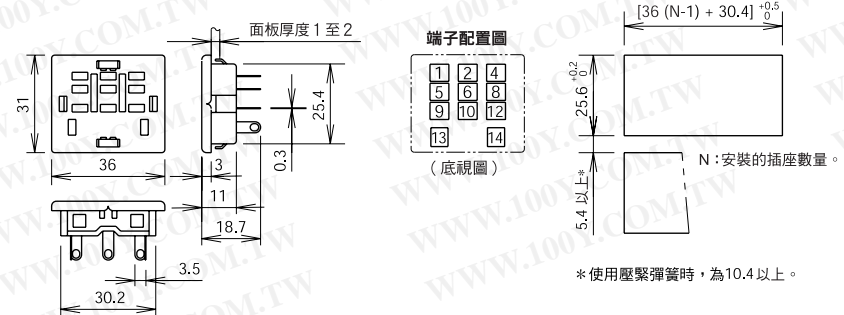 面板厚度 1 至 2
31
36
25.4
0.3
3
11
18.7
3.5
30.2
端子配置圖
1 2 4
5 6 8
9 10 12
13 14
（底視圖）
[36 (N-1) + 30.4] +0.5 0
25.6 +0.2 0
5.4 以上*
N：安裝的插座數量。
*使用壓緊彈簧時，為10.4以上。
WWW.100Y.COM.TW